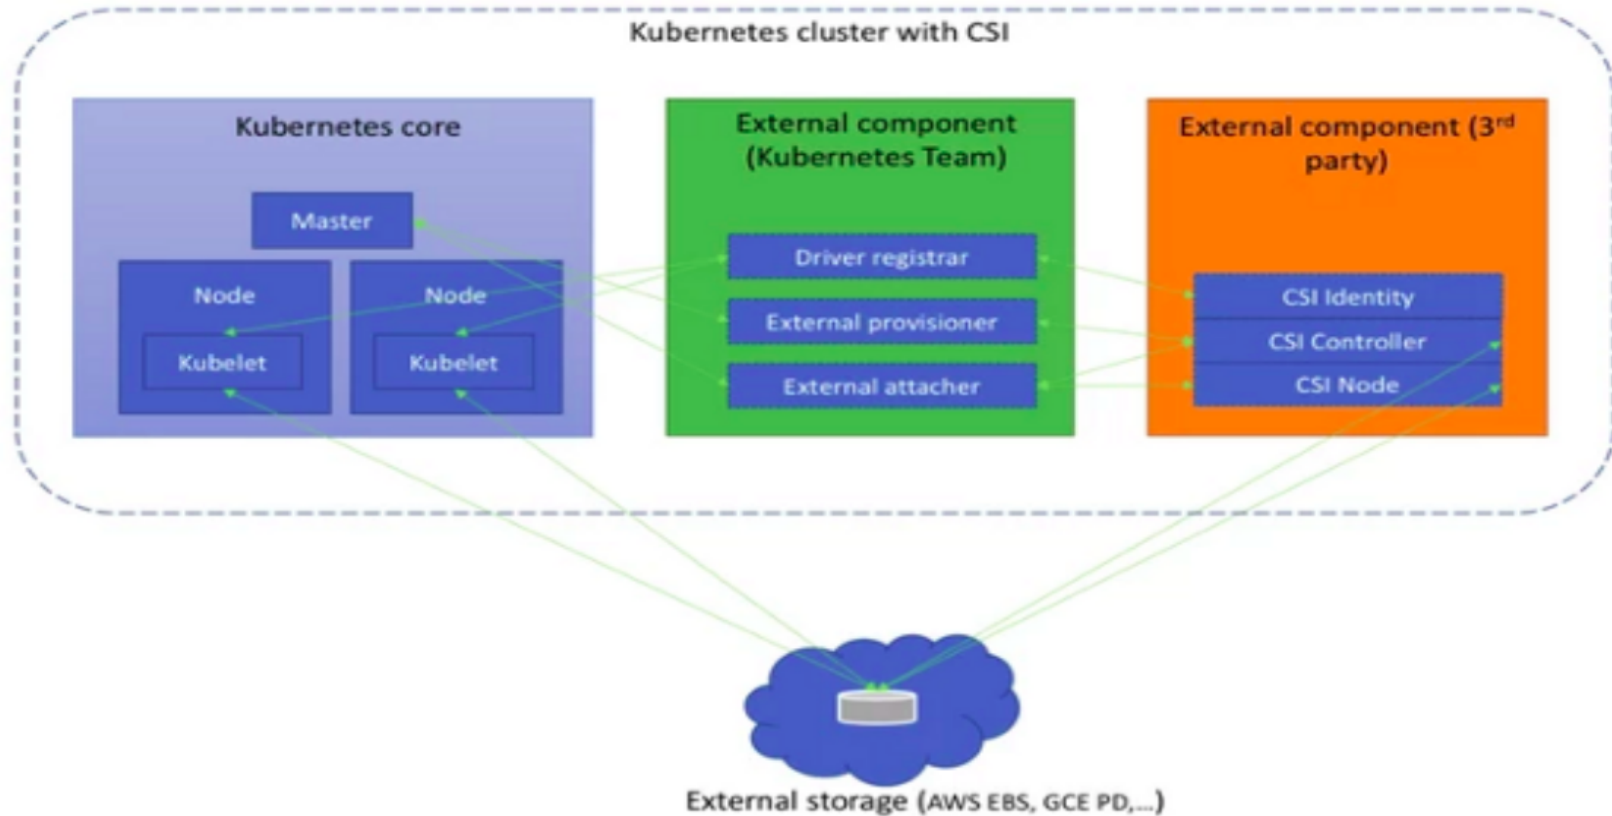 Kubernetes cluster with CSI
Kubernetes core
Master
Node
Node
Kubelet
Kubelet
External component
(Kubernetes Team)
Driver registrar
External provisioner
External attacher
External component (3rd
party)
CSI Identity
CSI Controller
CSI Node
External storage (AWS EBS, GCE PD,...)